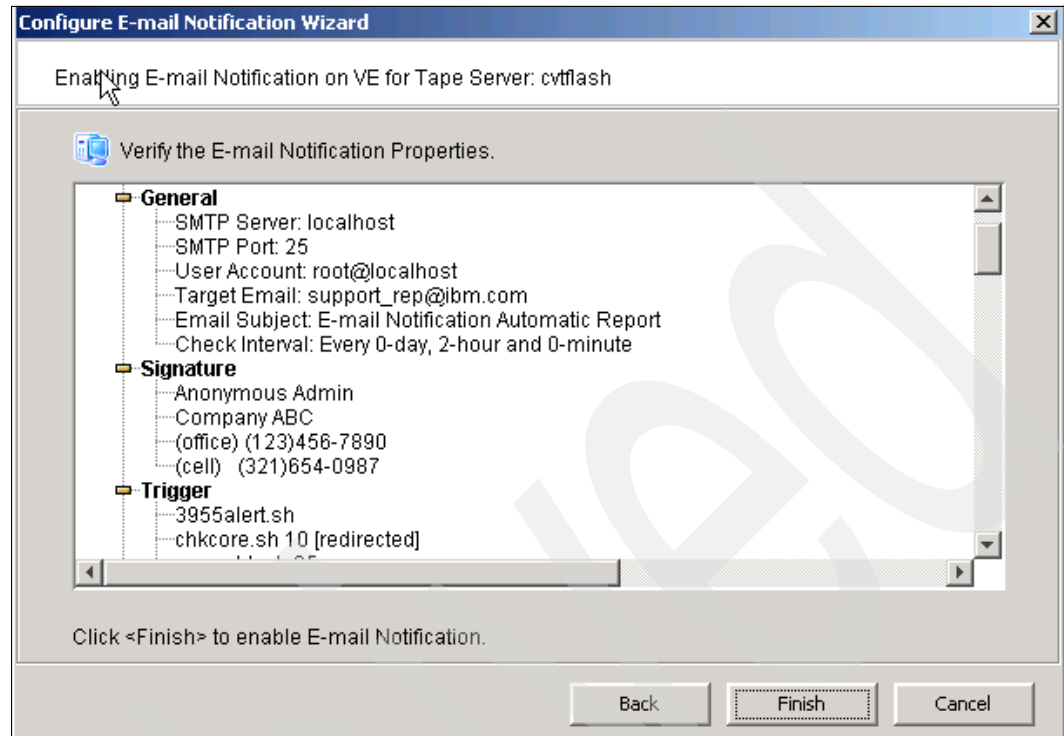 Configure E-mail Notification Wizard
Enabling E-mail Notification on VE for Tape Server: cvtflash
Verify the E-mail Notification Properties.
General
SMTP Server: localhost
SMTP Port: 25
User Account: root@localhost
Target Email: support_rep@ibm.com
Email Subject: E-mail Notification Automatic Report
Check Interval: Every 0-day, 2-hour and 0-minute
Signature
Anonymous Admin
Company ABC
(office) (123)456-7890
(cell) (321)654-0987
Trigger
3955alert.sh
chkcore.sh 10 [redirected]
Click <Finish> to enable E-mail Notification.
Back
Finish
Cancel